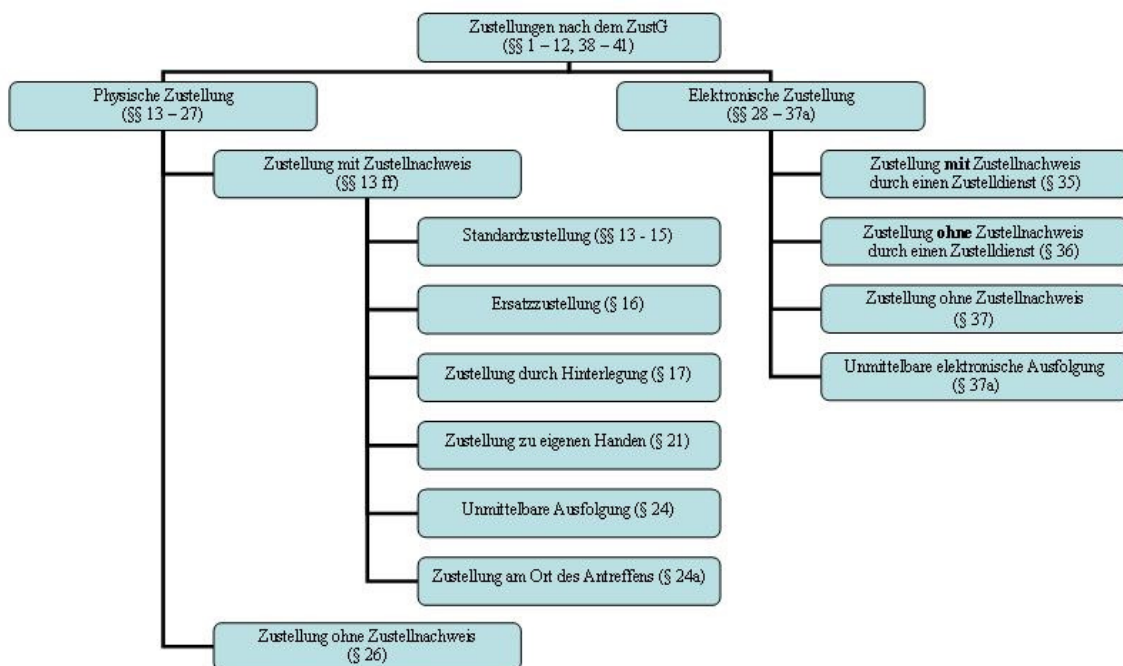 Zustellungen nach dem ZustG
(§§ 1 – 12, 38 – 41)
Physische Zustellung
(§§ 13 – 27)
Zustellung mit Zustellnachweis
(§§ 13 ff)
Standardzustellung (§§ 13 - 15)
Ersatzzustellung (§ 16)
Zustellung durch Hinterlegung (§ 17)
Zustellung zu eigenen Handen (§ 21)
Unmittelbare Ausfolgung (§ 24)
Zustellung am Ort des Antreffens (§ 24a)
Zustellung ohne Zustellnachweis
(§ 26)
Elektronische Zustellung
(§§ 28 – 37a)
Zustellung mit Zustellnachweis
durch einen Zustelldienst (§ 35)
Zustellung ohne Zustellnachweis
durch einen Zustelldienst (§ 36)
Zustellung ohne Zustellnachweis
(§ 37)
Unmittelbare elektronische Ausfolgung
(§ 37a)